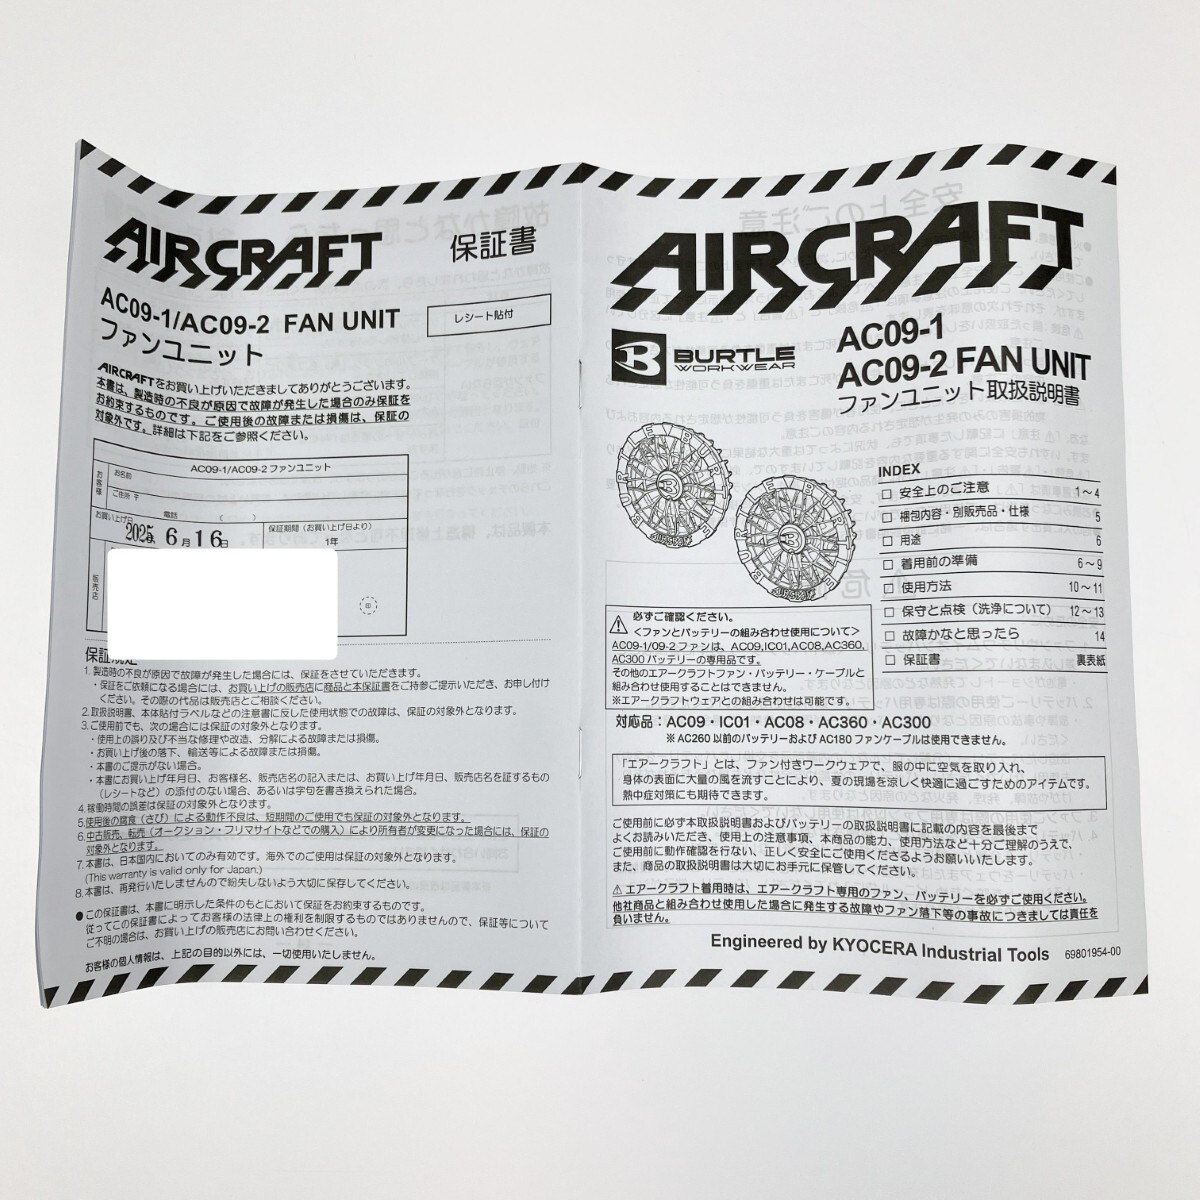 AIRCRAFT 保証書
AC09-1/AC09-2 FAN UNIT
ファンユニット
レシート貼付
AIRCRAFTをお買い上げいただきましてありがとうございます。
本書は、製造時の不良が原因で故障が発生した場合のみ保証を
お約束するものです。ご使用後の故障または損傷は、保証の
対象外です。詳細は下記をご参照ください。
AC09-1/AC09-2 ファンユニット
お客様
お名前
ご住所 〒
電話 ( )
お買い上げ日
2025年 6月16日
保証期間（お買い上げ日より）
1年
販売店
印
保証規定
1. 製造時の不良が原因で故障が発生した場合には、保証をさせていただきます。
・保証をご依頼になる場合には、お買い上げの販売店に商品と本保証書をご持参ご提示いただき、お申し付け
ください。その際の代品は販売店とご相談ください。
2. 取扱説明書、本体貼付ラベルなどの注意書に反した使用状態での故障は、保証の対象外となります。
3. ご使用前でも、次の場合には保証の対象外となります。
・使用上の誤り及び不当な修理や改造、分解による故障または損傷。
・お買い上げ後の落下、輸送等による故障または損傷。
・本書のご提示がない場合。
・本書にお買い上げ年月日、お客様名、販売店名の記入または、お買い上げ年月日、販売店名を証するもの
（レシートなど）の添付のない場合、あるいは字句を書き換えられた場合。
4. 稼働時間の誤差は保証の対象外となります。
5. 使用後の腐食（さび）による動作不良は、短期間のご使用でも保証の対象外となります。
6. 中古販売、転売（オークション・フリマサイトなどでの購入）により所有者が変更になった場合には、保証の
対象外となります。
7. 本書は、日本国内においてのみ有効です。海外でのご使用は保証の対象外となります。
(This warranty is valid only for Japan.)
8. 本書は、再発行いたしませんので紛失しないよう大切に保存してください。
● この保証書は、本書に明示した条件のもとにおいて保証をお約束するものです。
従ってこの保証書によってお客様の法律上の権利を制限するものではありませんので、保証等について
ご不明の場合は、お買い上げの販売店にお問い合わせください。
お客様の個人情報は、上記の目的以外には、一切使用いたしません。
AIRCRAFT
B BURTLE
WORKWEAR
AC09-1
AC09-2 FAN UNIT
ファンユニット取扱説明書
BURTLE
AIRCRAFT
BURTLE
AIRCRAFT
INDEX
□ 安全上のご注意 1～4
□ 梱包内容・別販売品・仕様 5
□ 用途 6
□ 着用前の準備 6～9
□ 使用方法 10～11
□ 保守と点検（洗浄について） 12～13
□ 故障かなと思ったら 14
□ 保証書 裏表紙
⚠ 必ずご確認ください。
＜ファンとバッテリーの組み合わせ使用について＞
AC09-1/09-2 ファンは、AC09,IC01,AC08,AC360,
AC300 バッテリーの専用品です。
その他のエアークラフトファン・バッテリー・ケーブルと
組み合わせ使用することはできません。
※エアークラフトウェアとの組み合わせは可能です。
対応品：AC09・IC01・AC08・AC360・AC300
※ AC260 以前のバッテリーおよび AC180 ファンケーブルは使用できません。
「エアークラフト」とは、ファン付きワークウェアで、服の中に空気を取り入れ、
身体の表面に大量の風を流すことにより、夏の現場を涼しく快適に過ごすためのアイテムです。
熱中症対策にも期待できます。
ご使用前に必ず本取扱説明書およびバッテリーの取扱説明書に記載の内容を最後まで
よくお読みいただき、使用上の注意事項、本商品の能力、使用方法など十分ご理解のうえで、
ご使用前に動作確認を行ない、正しく安全にご使用くださるようお願いいたします。
また、商品の取扱説明書は大切にお手元に保管してください。
⚠ エアークラフト着用時は、エアークラフト専用のファン、バッテリーを必ずご使用ください。
他社商品と組み合わせ使用した場合に発生する故障やファン落下等の事故につきましては責任を
負いません。
Engineered by KYOCERA Industrial Tools 69801954-00